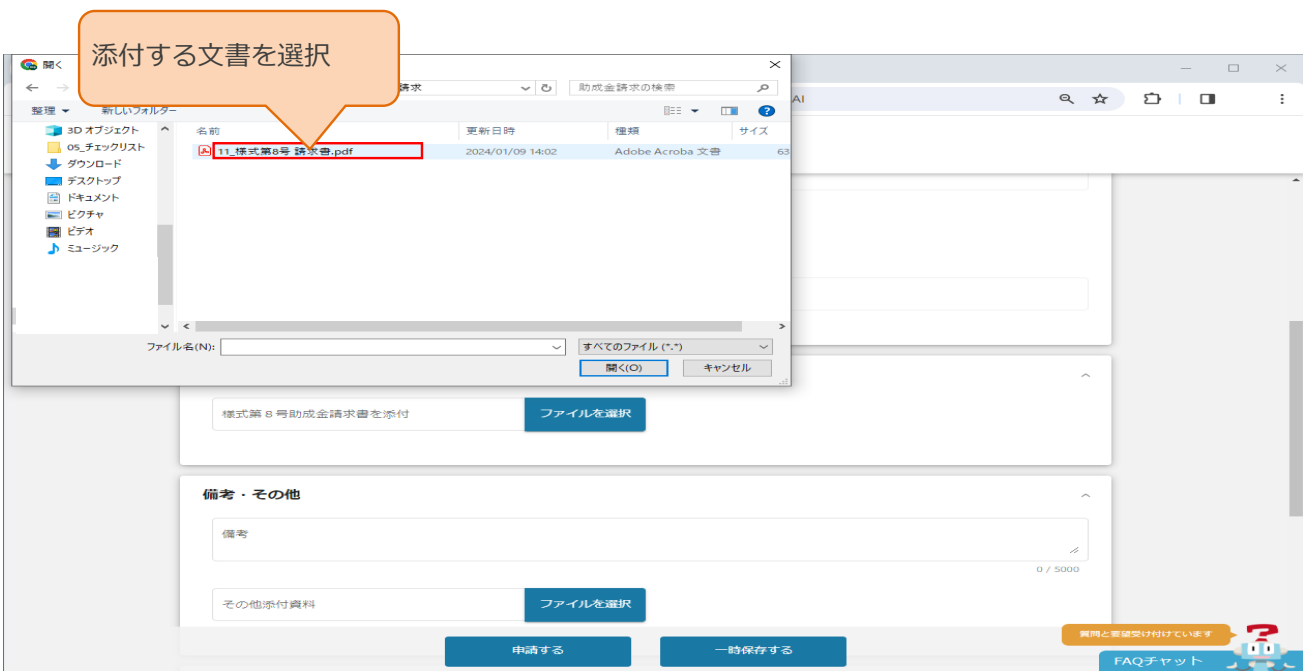 添付する文書を選択
開く
請求
助成金請求の検索
AI
整理
新しいフォルダー
名前 更新日時 種類 サイズ
11_様式第8号 請求書.pdf 2024/01/09 14:02 Adobe Acroba 文書 63
3D オブジェクト
05_チェックリスト
ダウンロード
デスクトップ
ドキュメント
ピクチャ
ビデオ
ミュージック
ファイル名(N):
すべてのファイル (*.*)
開く(O)
キャンセル
様式第8号助成金請求書を添付
ファイルを選択
備考・その他
備考
0 / 5000
その他添付資料
ファイルを選択
申請する
一時保存する
質問と要望受け付けています
FAQチャット